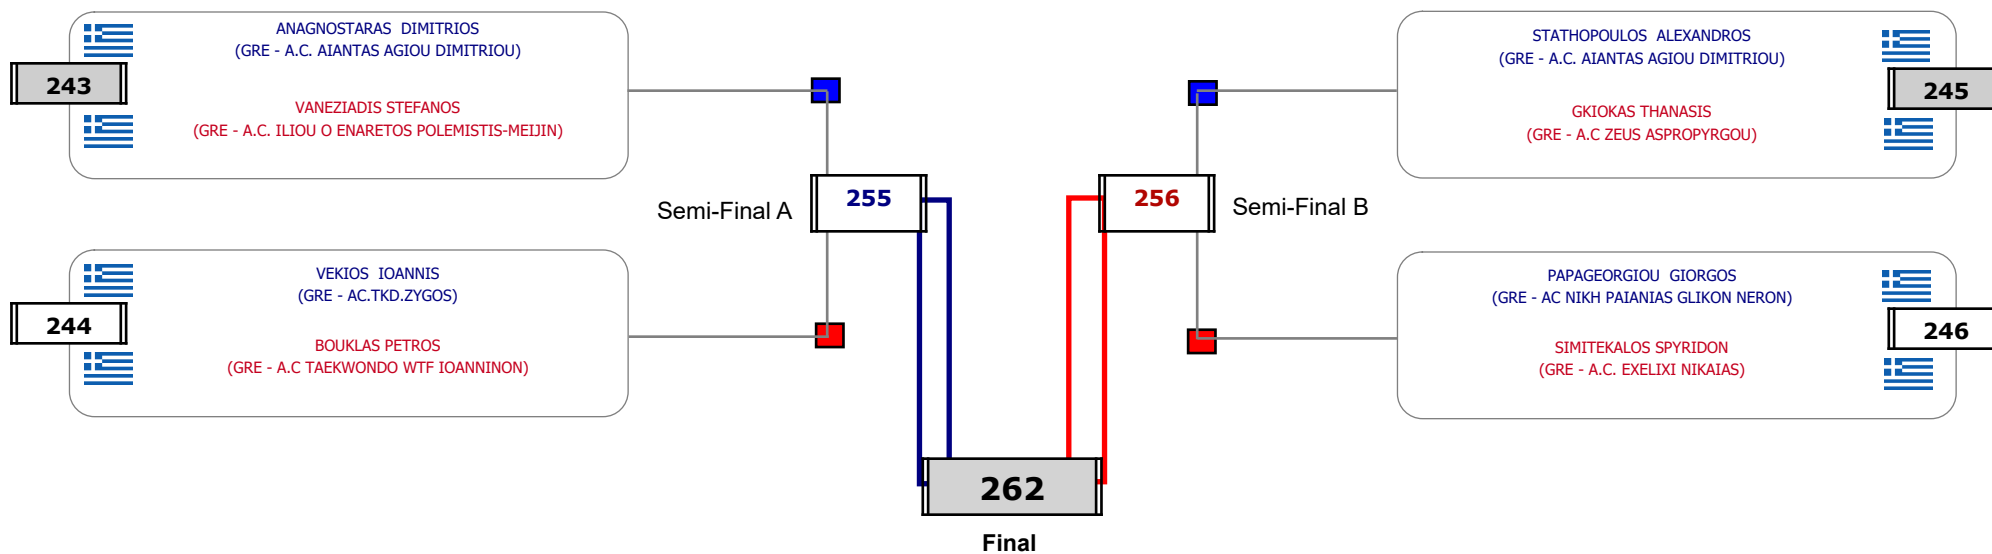 ANAGNOSTARAS DIMITRIOS
(GRE - A.C. AIANTAS AGIOU DIMITRIOU)
243
VANEZIADIS STEFANOS
(GRE - A.C. ILIOU O ENARETOS POLEMISTIS-MEIJIN)
STATHOPOULOS ALEXANDROS
(GRE - A.C. AIANTAS AGIOU DIMITRIOU)
245
GKIOKAS THANASIS
(GRE - A.C ZEUS ASPROPYRGOU)
Semi-Final A
255
256
Semi-Final B
VEKIOS IOANNIS
(GRE - AC.TKD.ZYGOS)
244
BOUKLAS PETROS
(GRE - A.C TAEKWONDO WTF IOANNINON)
PAPAGEORGIOU GIORGOS
(GRE - AC NIKH PAIANIAS GLIKON NERON)
246
SIMITEKALOS SPYRIDON
(GRE - A.C. EXELIXI NIKAIAS)
262
Final